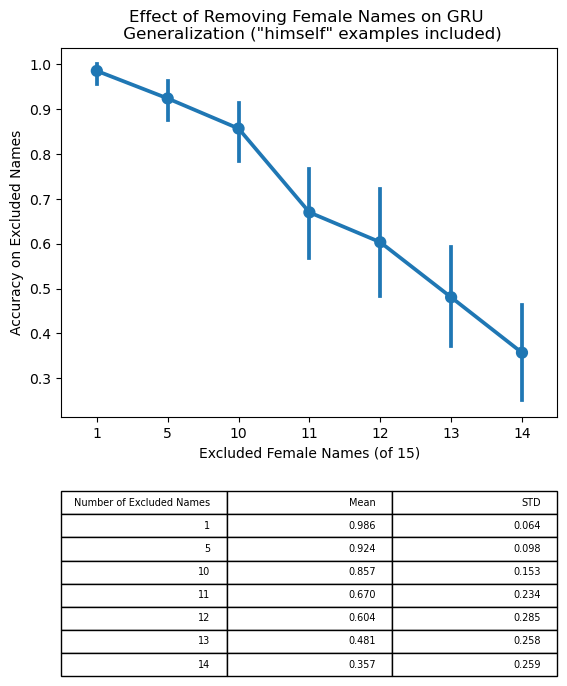 Effect of Removing Female Names on GRU
Generalization ("himself" examples included)
1.0
0.9
0.8
0.7
0.6
0.5
0.4
0.3
Accuracy on Excluded Names
1 5 10 11 12 13 14
Excluded Female Names (of 15)
Number of Excluded Names Mean STD
1 0.986 0.064
5 0.924 0.098
10 0.857 0.153
11 0.670 0.234
12 0.604 0.285
13 0.481 0.258
14 0.357 0.259